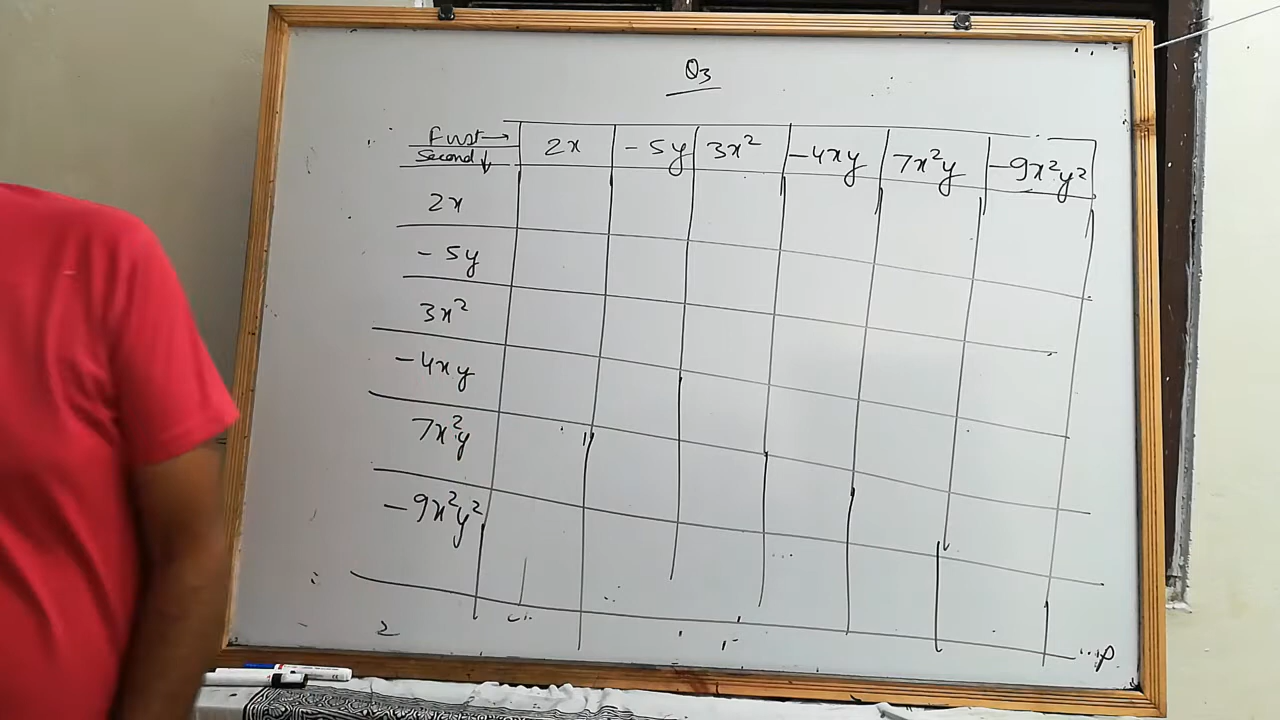 Q3
First → 2x -5y 3x² -4xy 7x²y -9x²y²
Second ↓
2x
-5y
3x²
-4xy
7x²y
-9x²y²